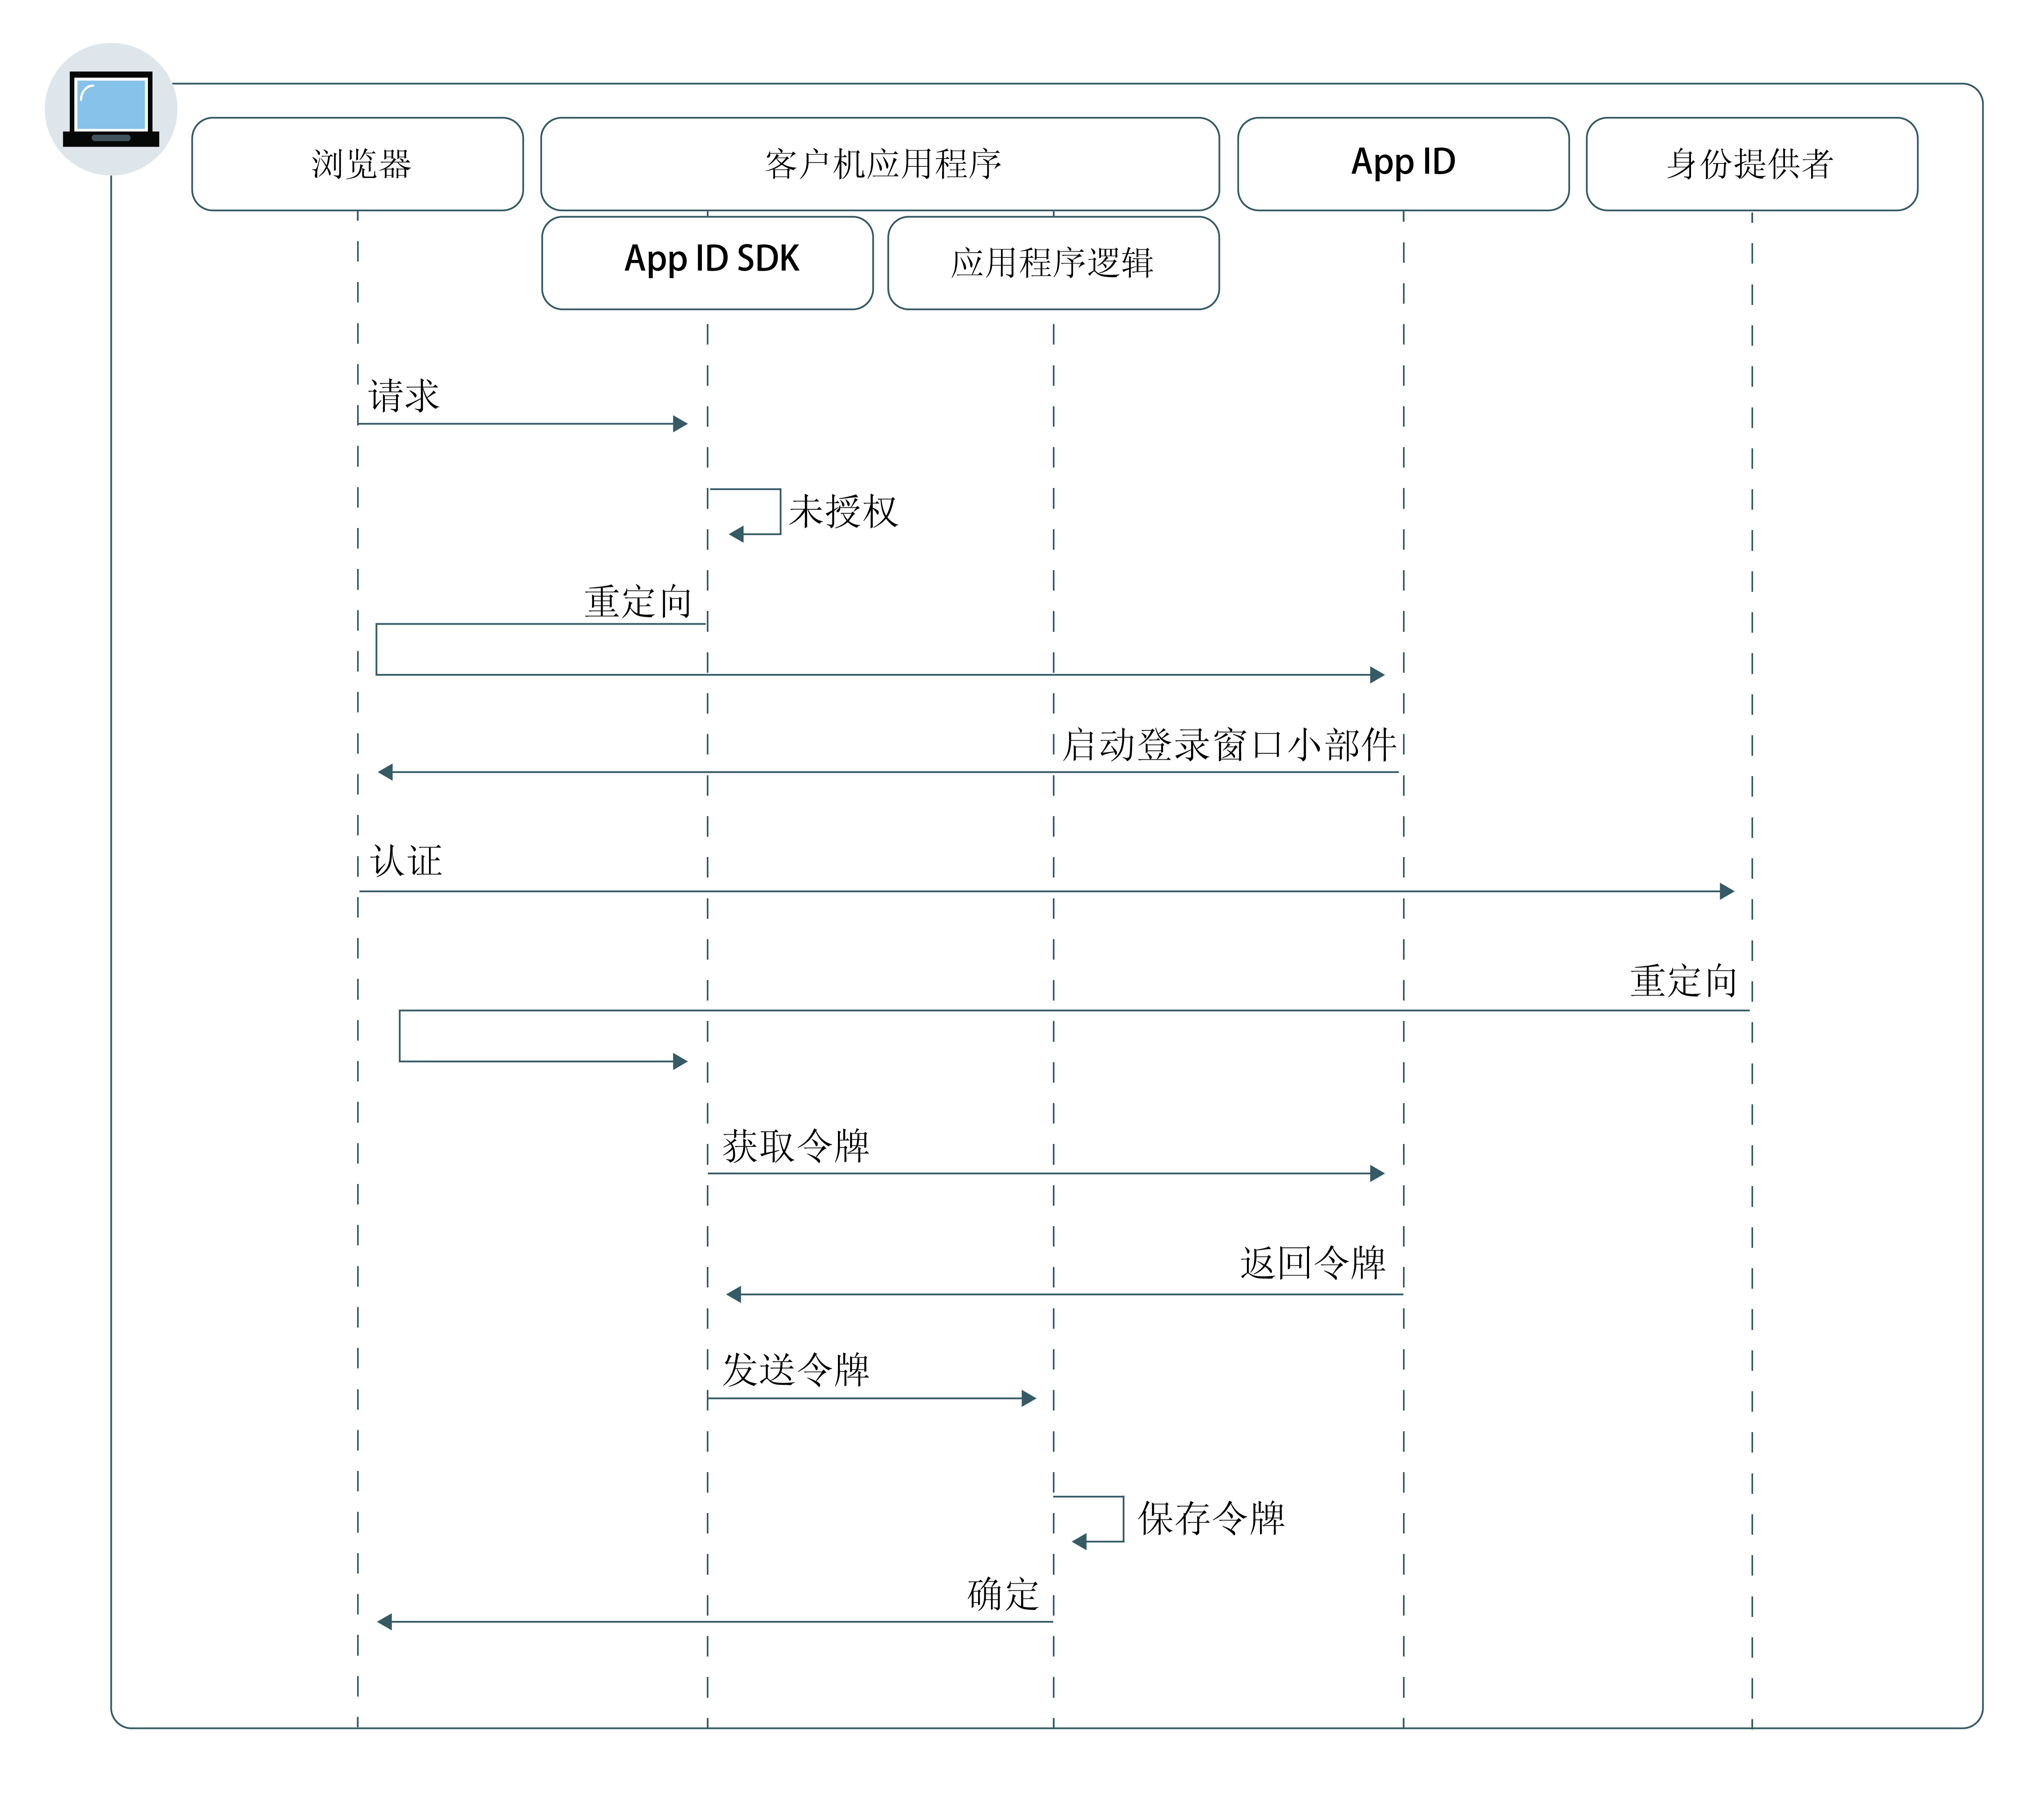 浏览器
客户机应用程序
App ID
身份提供者
App ID SDK
应用程序逻辑
请求
未授权
重定向
启动登录窗口小部件
认证
重定向
获取令牌
返回令牌
发送令牌
保存令牌
确定